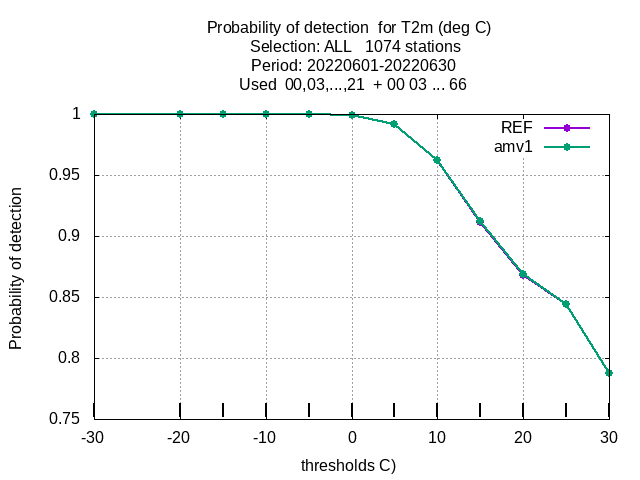 Probability of detection  for T2m (deg C)
Selection: ALL   1074 stations
Period: 20220601-20220630
Used  00,03,...,21  + 00 03 ... 66
REF
amv1
1
0.95
0.9
0.85
0.8
0.75
Probability of detection
-30
-20
-10
0
10
20
30
thresholds C)